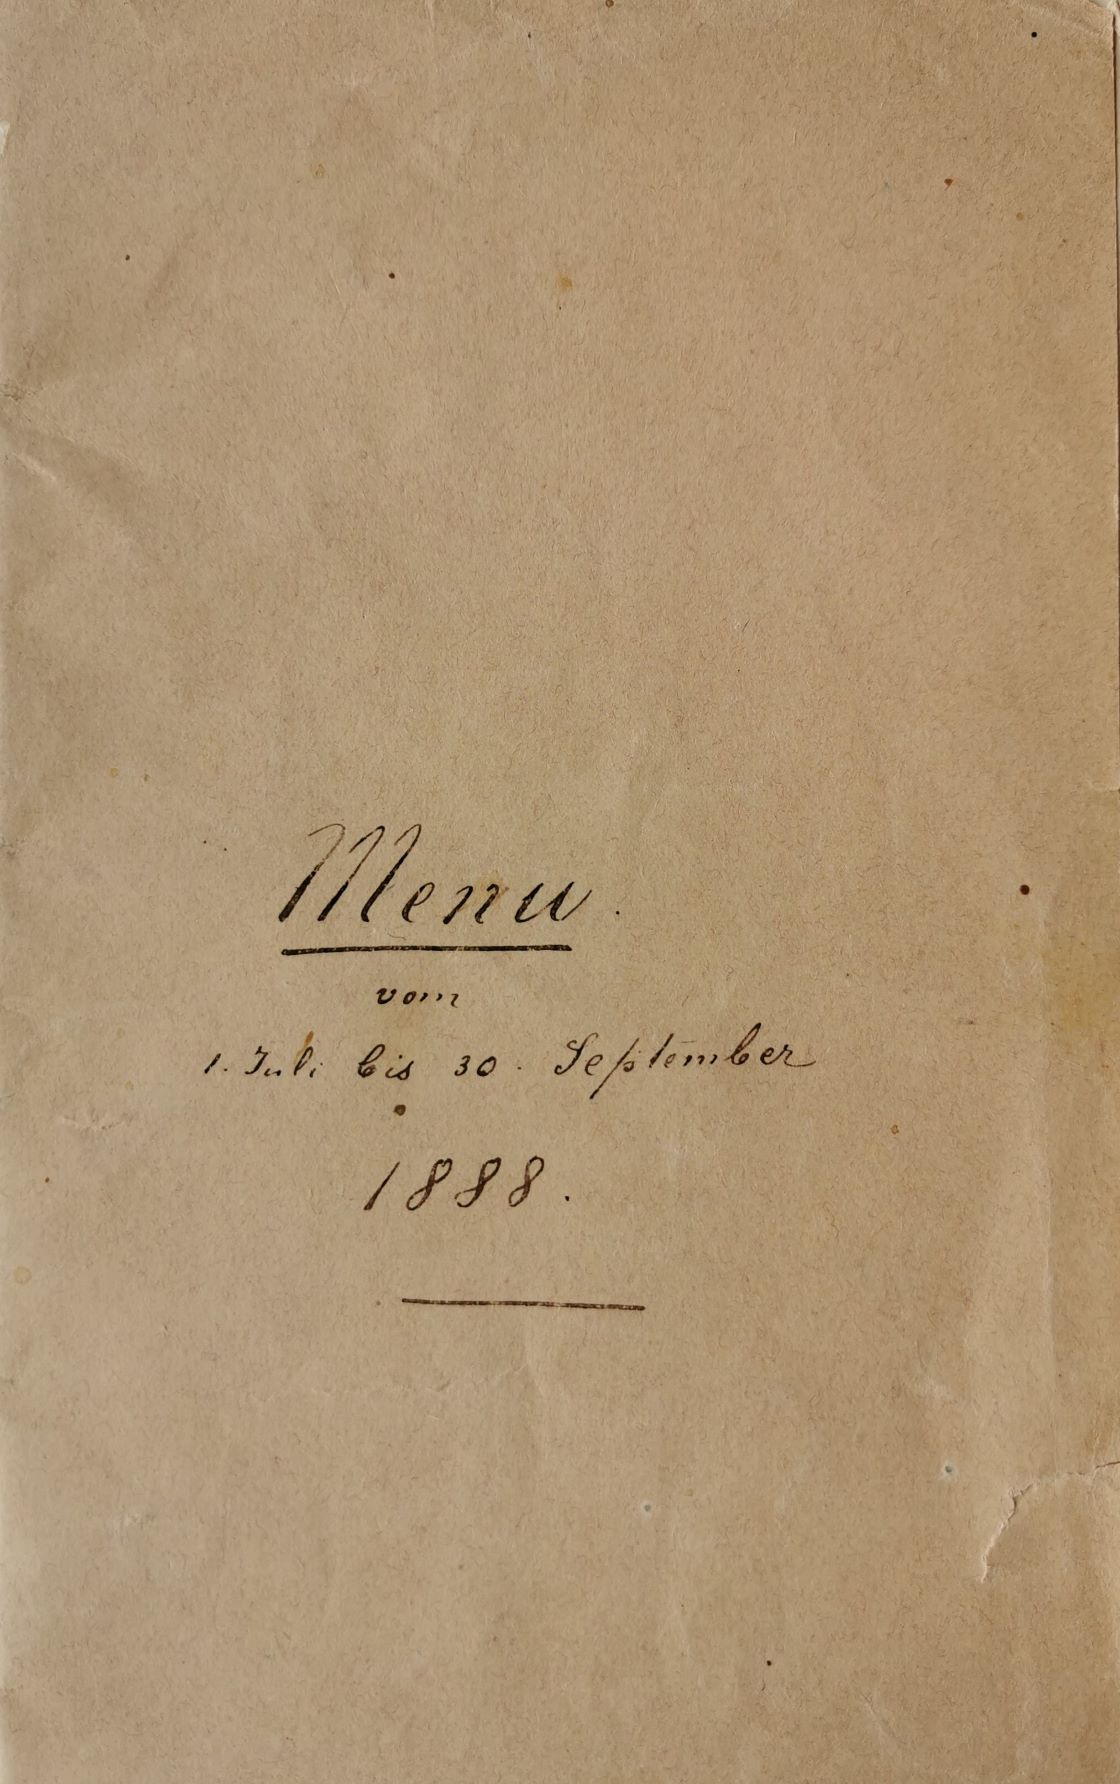 Menu.
vom
1. Juli bis 30. September
1888.